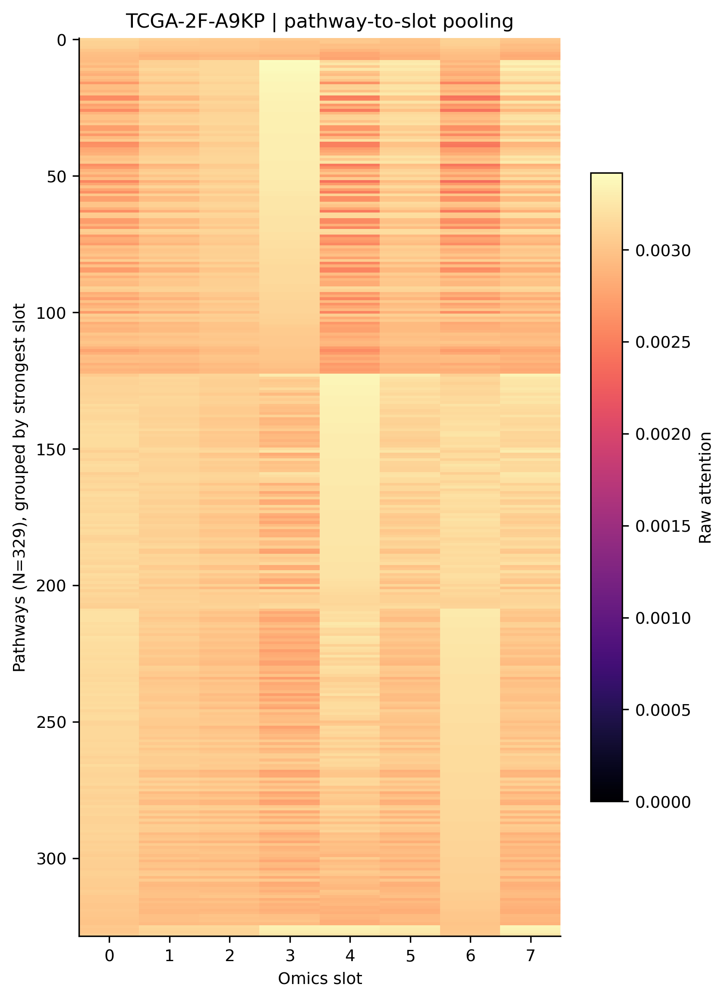 TCGA-2F-A9KP | pathway-to-slot pooling
0
50
100
150
200
250
300
Pathways (N=329), grouped by strongest slot
0 1 2 3 4 5 6 7
Omics slot
0.0030
0.0025
0.0020
0.0015
0.0010
0.0005
0.0000
Raw attention